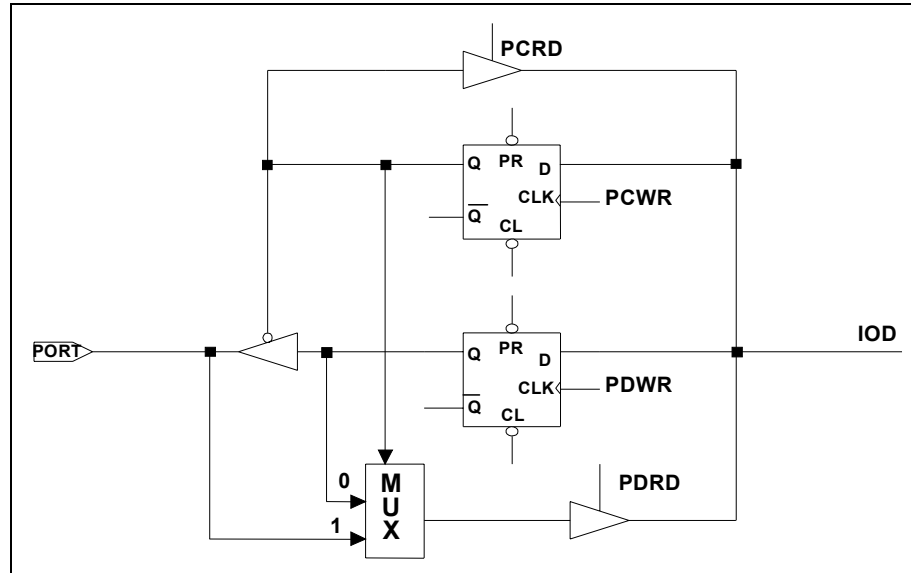 PCRD
PR
Q
D
CLK
PCWR
Q
CL
PORT
IOD
PR
Q
D
CLK
PDWR
Q
CL
0
M
U
X
1
PDRD